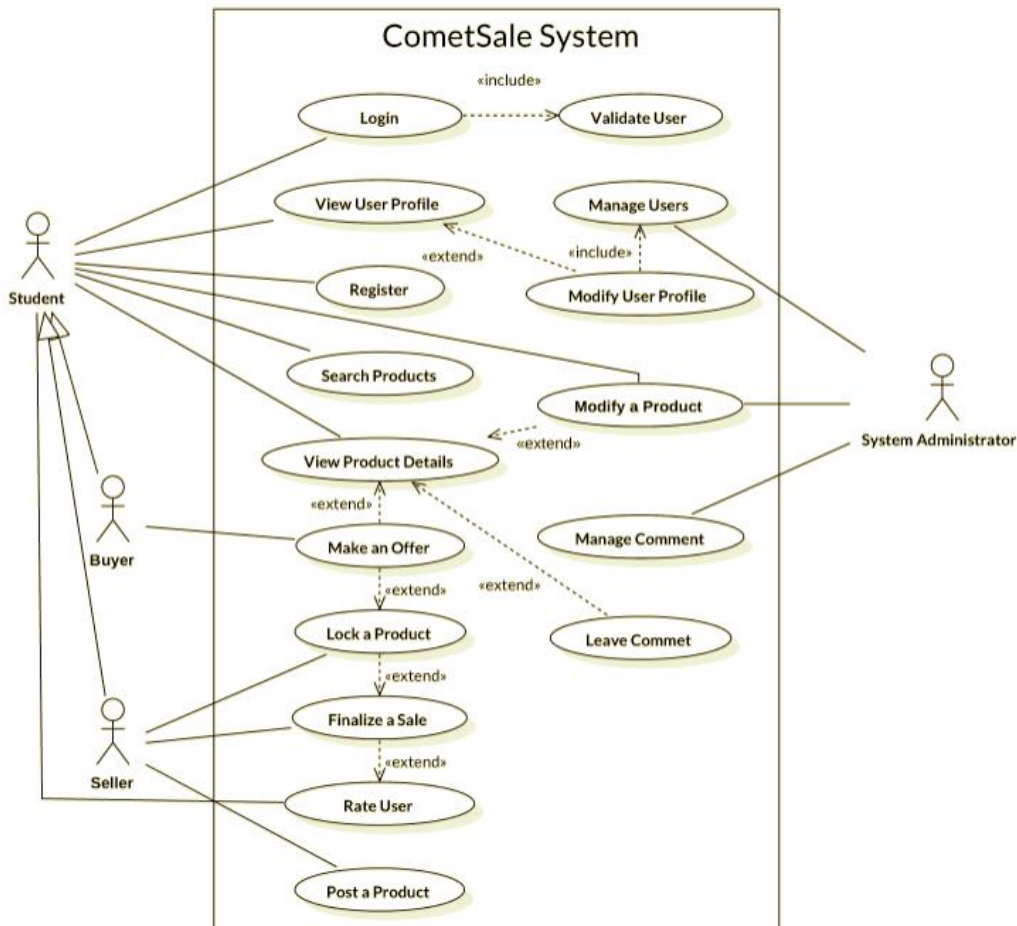 CometSale System
«include»
Login
Validate User
View User Profile
Manage Users
«extend»
«include»
Student
Register
Modify User Profile
Search Products
Modify a Product
System Administrator
«extend»
View Product Details
«extend»
Buyer
Make an Offer
Manage Comment
«extend»
«extend»
Lock a Product
Leave Commet
«extend»
Seller
Finalize a Sale
«extend»
Rate User
Post a Product